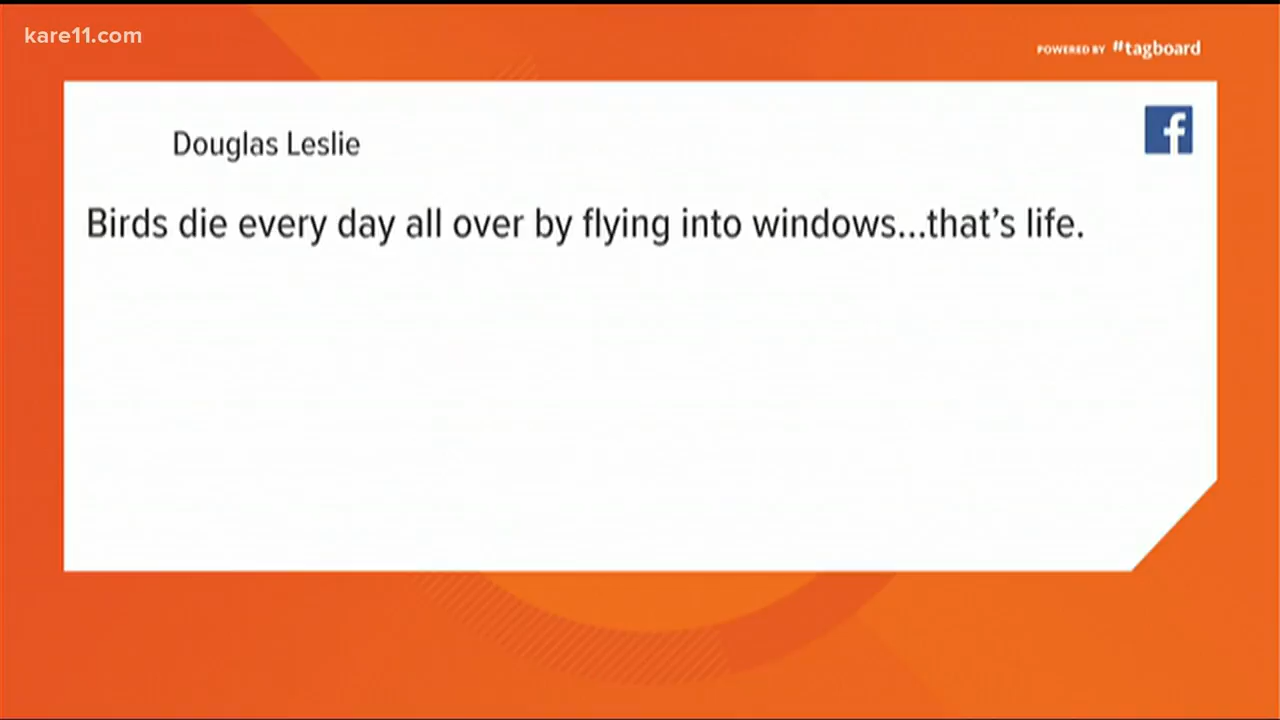 kare11.com
POWERED BY #tagboard
Douglas Leslie
Birds die every day all over by flying into windows...that's life.